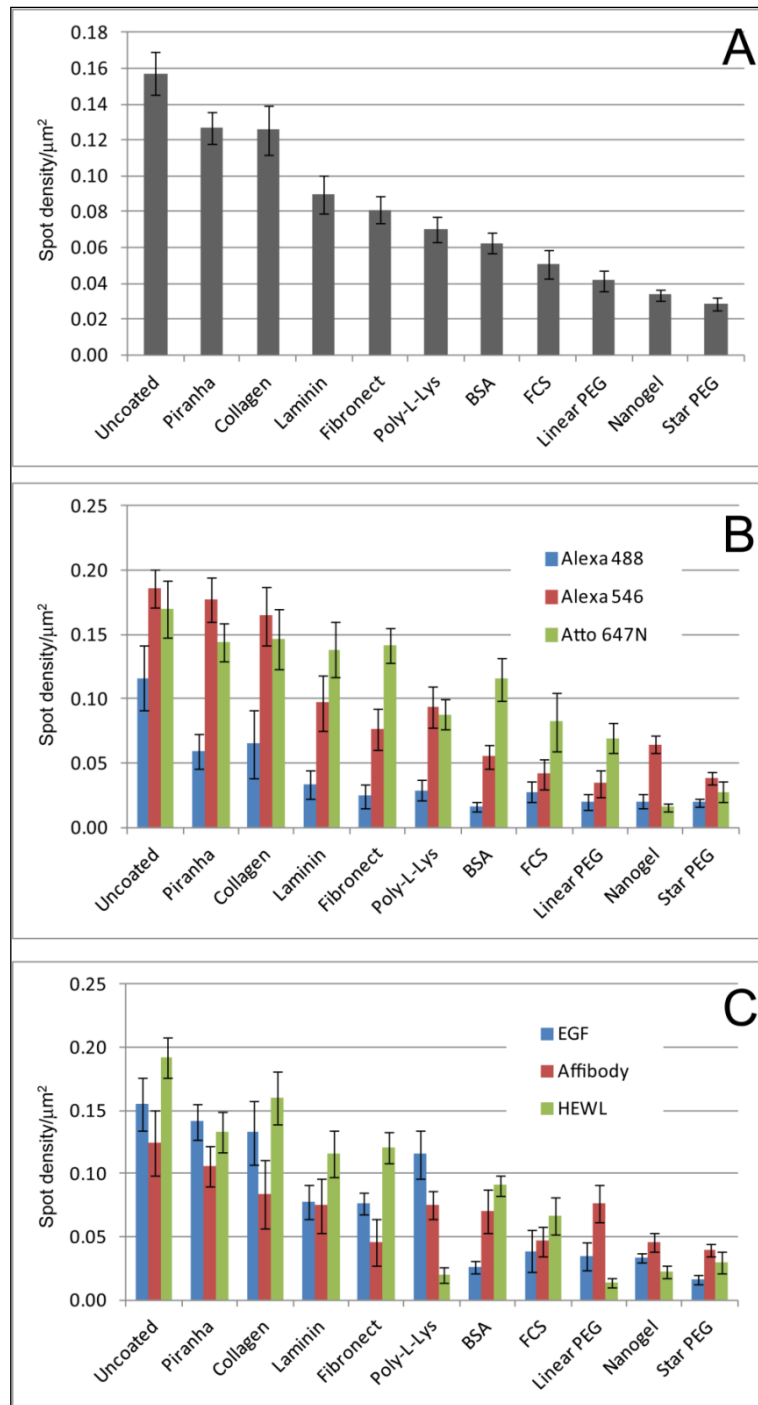 A
Spot density/μm²
0.18
0.16
0.14
0.12
0.10
0.08
0.06
0.04
0.02
0.00
Uncoated
Piranha
Collagen
Laminin
Fibronect
Poly-L-Lys
BSA
FCS
Linear PEG
Nanogel
Star PEG
B
Spot density/μm²
0.25
0.20
0.15
0.10
0.05
0.00
Alexa 488
Alexa 546
Atto 647N
Uncoated
Piranha
Collagen
Laminin
Fibronect
Poly-L-Lys
BSA
FCS
Linear PEG
Nanogel
Star PEG
C
Spot density/μm²
0.25
0.20
0.15
0.10
0.05
0.00
EGF
Affibody
HEWL
Uncoated
Piranha
Collagen
Laminin
Fibronect
Poly-L-Lys
BSA
FCS
Linear PEG
Nanogel
Star PEG